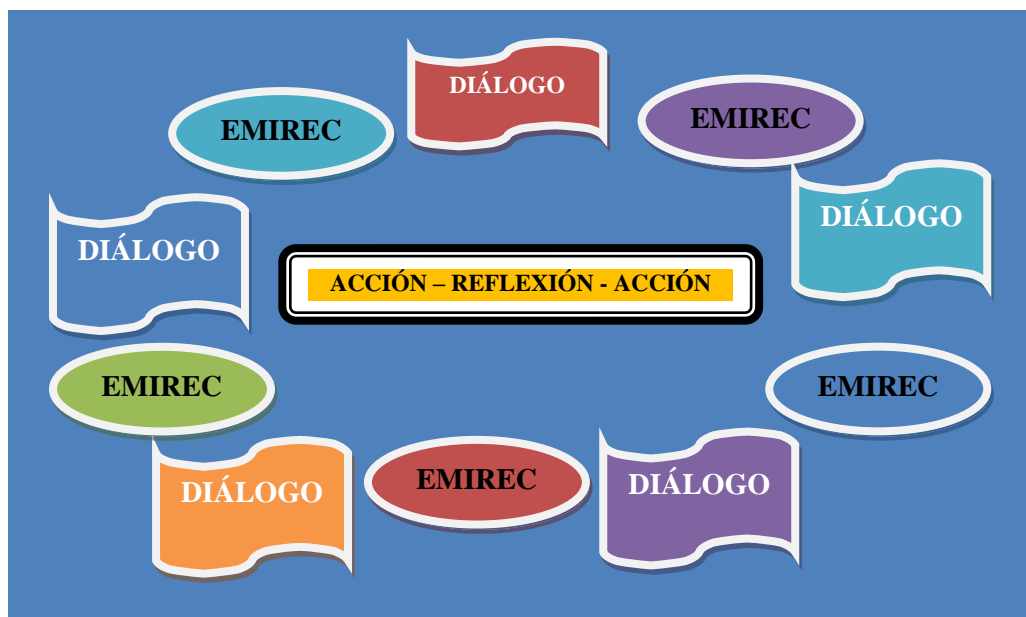 DIÁLOGO
EMIREC
EMIREC
DIÁLOGO
DIÁLOGO
ACCIÓN – REFLEXIÓN - ACCIÓN
EMIREC
EMIREC
EMIREC
DIÁLOGO
DIÁLOGO